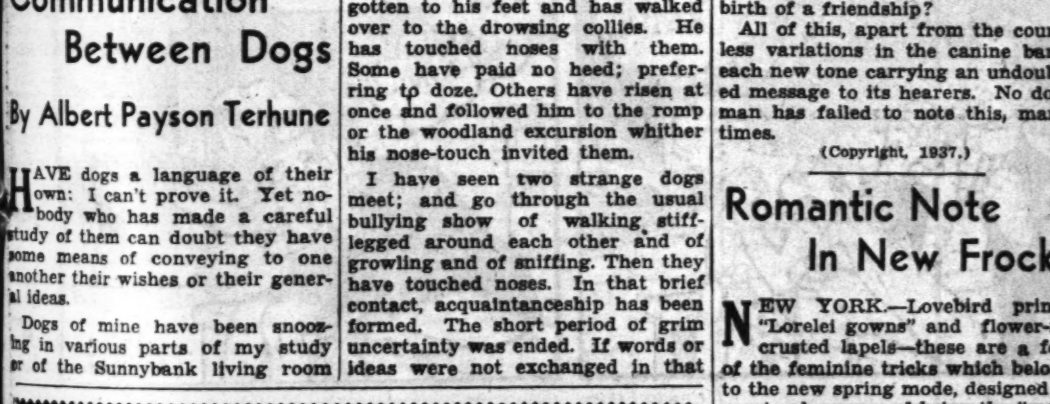 Communication
Between Dogs
By Albert Payson Terhune
HAVE dogs a language of their
own: I can't prove it. Yet no-
body who has made a careful
study of them can doubt they have
some means of conveying to one
another their wishes or their gener-
al ideas.
Dogs of mine have been snooz-
ing in various parts of my study
or of the Sunnybank living room
gotten to his feet and has walked
over to the drowsing collies. He
has touched noses with them.
Some have paid no heed; prefer-
ring to doze. Others have risen at
once and followed him to the romp
or the woodland excursion whither
his nose-touch invited them.
I have seen two strange dogs
meet; and go through the usual
bullying show of walking stiff-
legged around each other and of
growling and of sniffing. Then they
have touched noses. In that brief
contact, acquaintanceship has been
formed. The short period of grim
uncertainty was ended. If words or
ideas were not exchanged in that
birth of a friendship?
All of this, apart from the coun
less variations in the canine bar
each new tone carrying an undoub
ed message to its hearers. No do
man has failed to note this, man
times.
(Copyright, 1937.)
Romantic Note
In New Frock
NEW YORK.—Lovebird prin
"Lorelei gowns" and flower-
crusted lapels—these are a f
of the feminine tricks which belo
to the new spring mode, designed